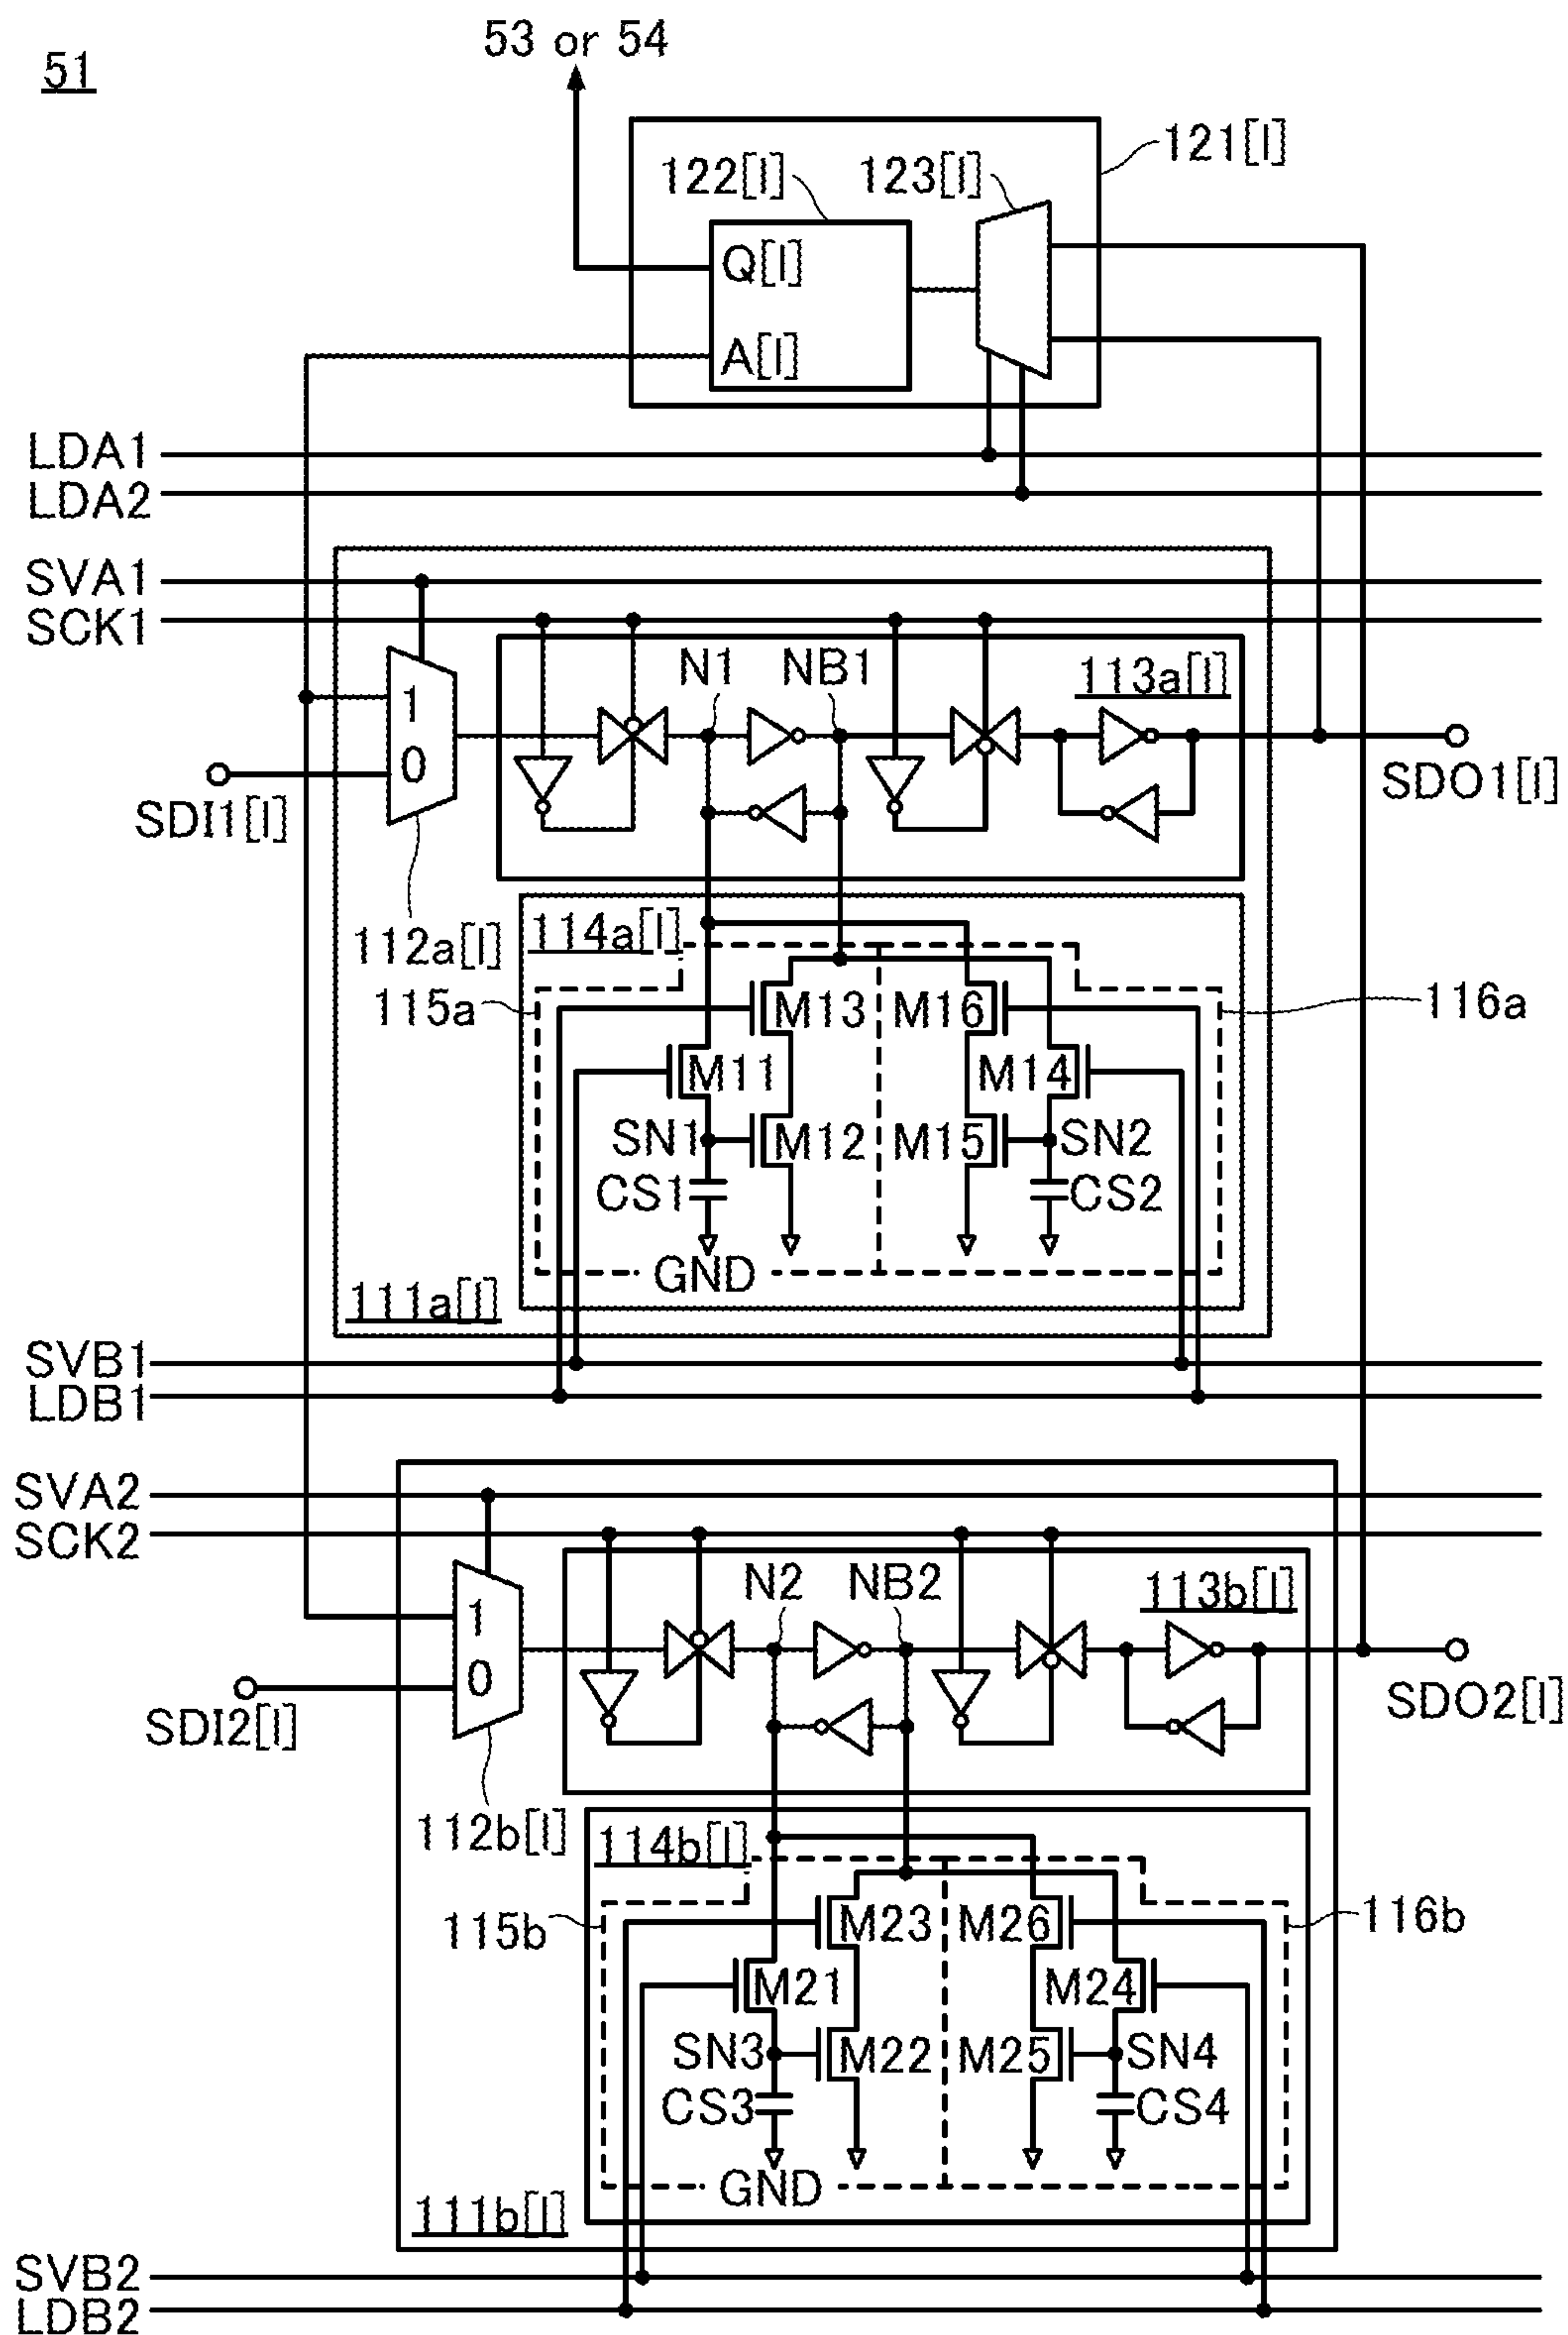 53 or 54
51
121[I]
122[I]
123[I]
Q[I]
A[I]
LDA1
LDA2
SVA1
SCK1
N1
NB1
113a[I]
1
0
SDI1[I]
SDO1[I]
112a[I]
114a[I]
115a
116a
M13
M16
M11
M14
SN1
M12
M15
SN2
CS1
CS2
GND
111a[I]
SVB1
LDB1
SVA2
SCK2
N2
NB2
113b[I]
1
0
SDI2[I]
SDO2[I]
112b[I]
114b[I]
115b
116b
M23
M26
M21
M24
SN3
M22
M25
SN4
CS3
CS4
GND
111b[I]
SVB2
LDB2